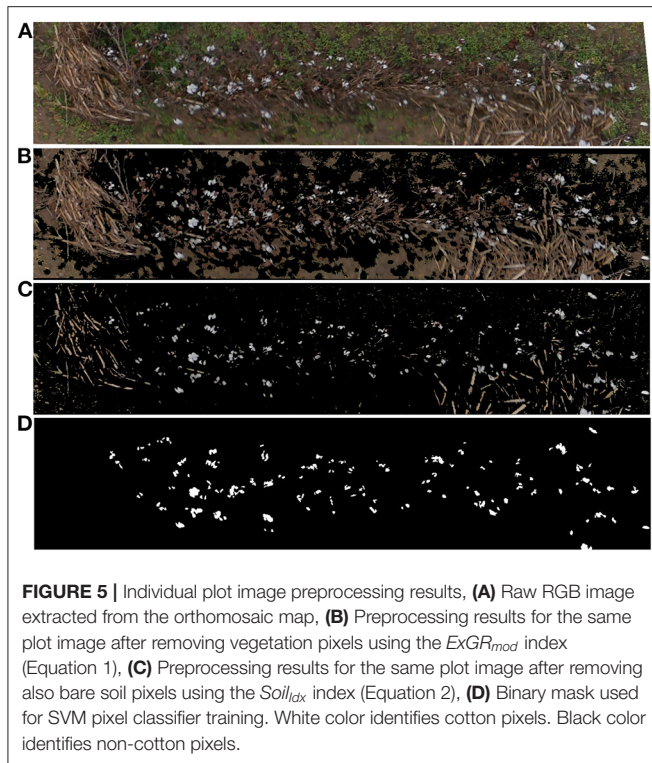 A
B
C
D
FIGURE 5 | Individual plot image preprocessing results, (A) Raw RGB image
extracted from the orthomosaic map, (B) Preprocessing results for the same
plot image after removing vegetation pixels using the ExGRmod index
(Equation 1), (C) Preprocessing results for the same plot image after removing
also bare soil pixels using the SoilIdx index (Equation 2), (D) Binary mask used
for SVM pixel classifier training. White color identifies cotton pixels. Black color
identifies non-cotton pixels.